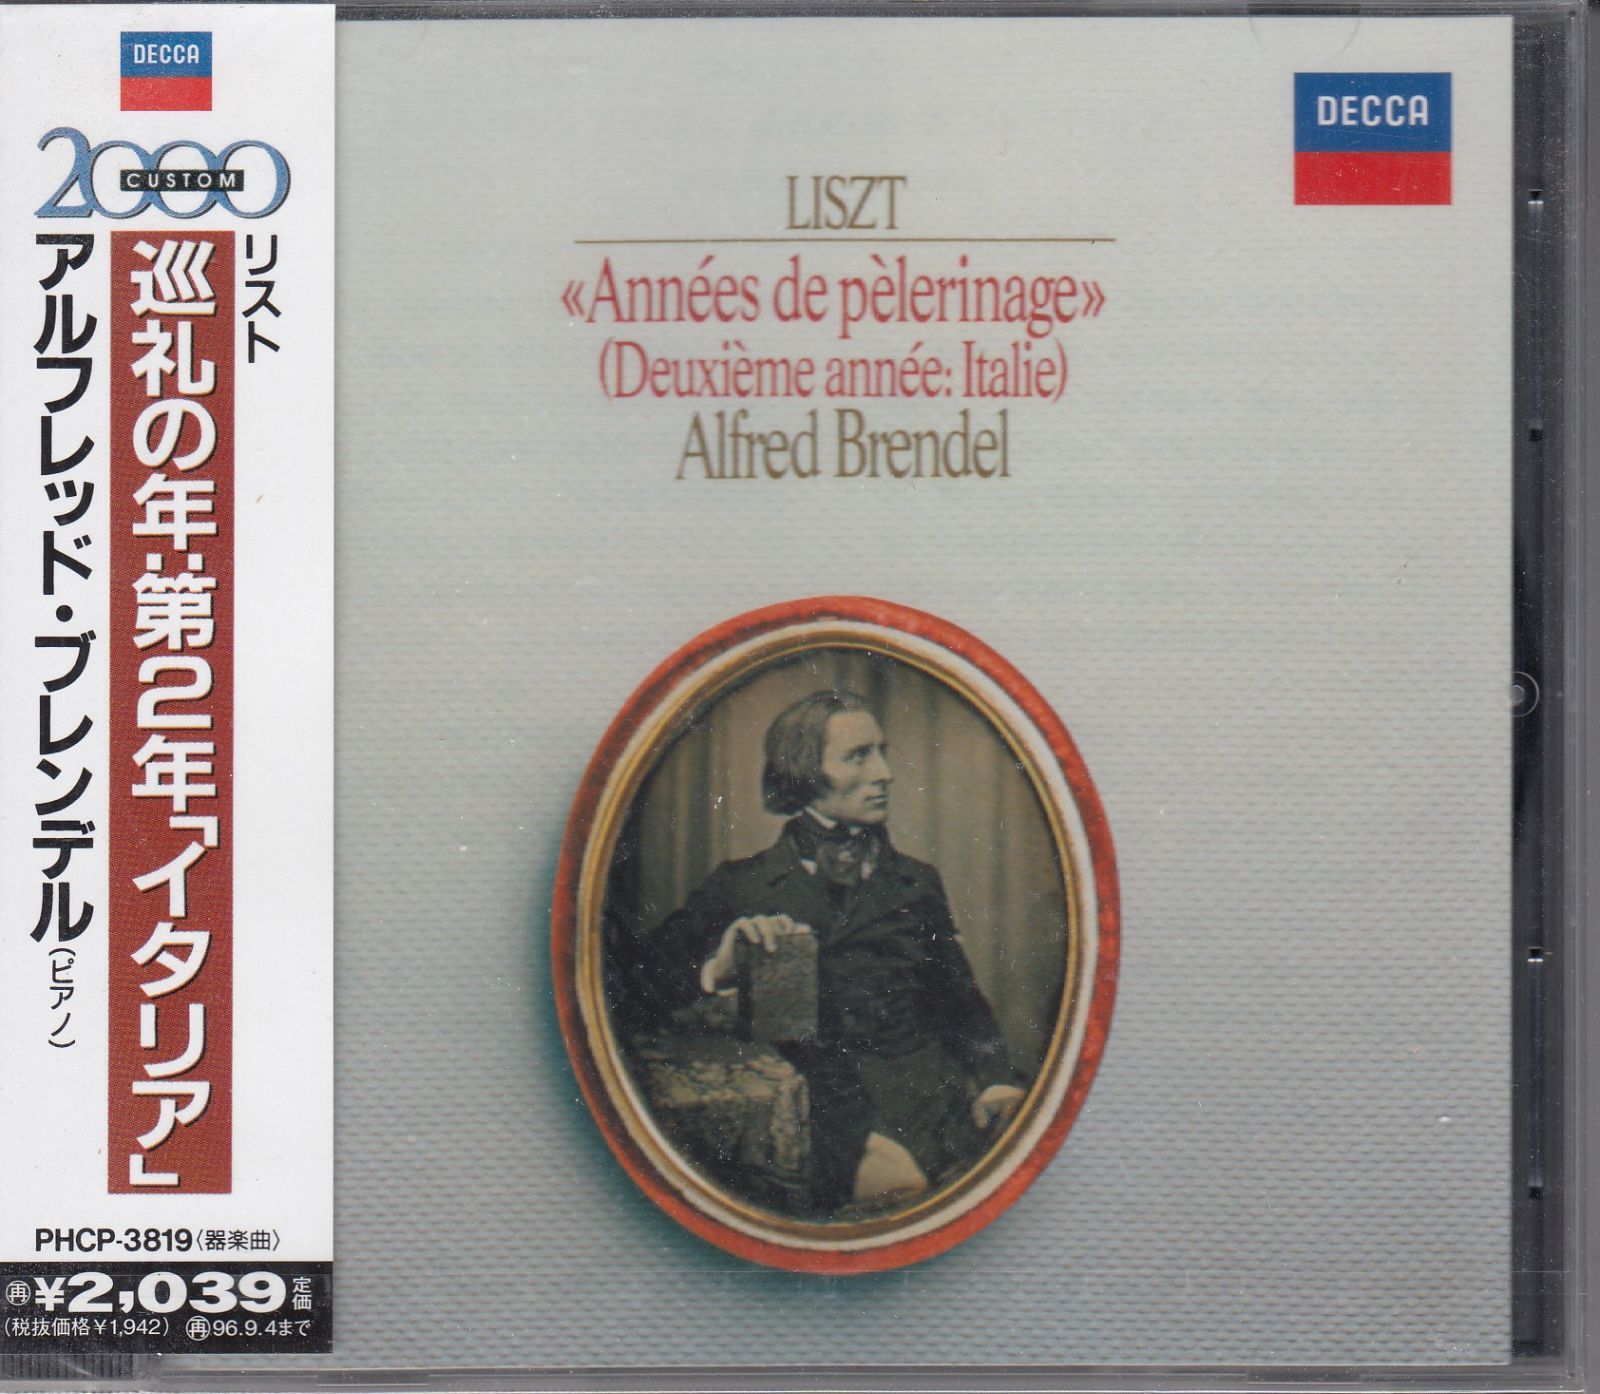 DECCA
2000
CUSTOM
リスト
巡礼の年:第2年「イタリア」
アルフレッド・ブレンデル(ピアノ)
PHCP-3819〈器楽曲〉
再¥2,039定価
(税抜価格¥1,942) 再96.9.4まで
DECCA
LISZT
«Années de pèlerinage»
(Deuxième année: Italie)
Alfred Brendel